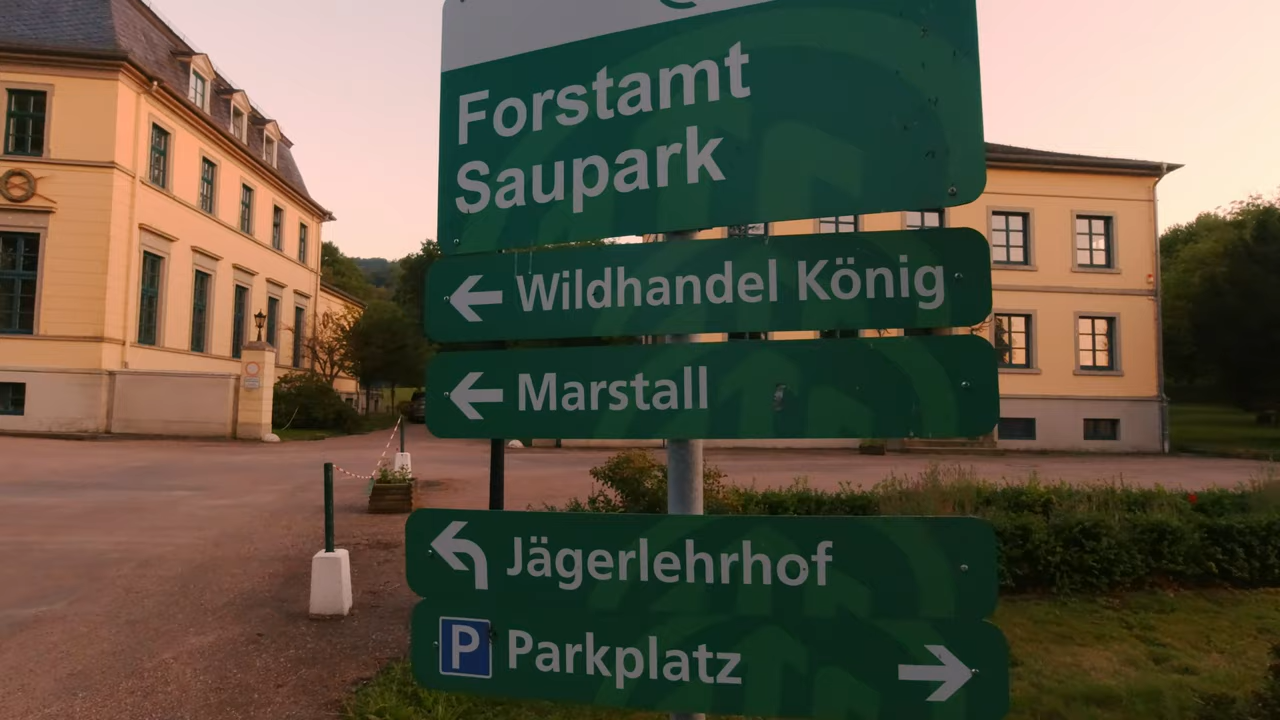 Forstamt
Saupark
Wildhandel König
Marstall
Jägerlehrhof
P Parkplatz